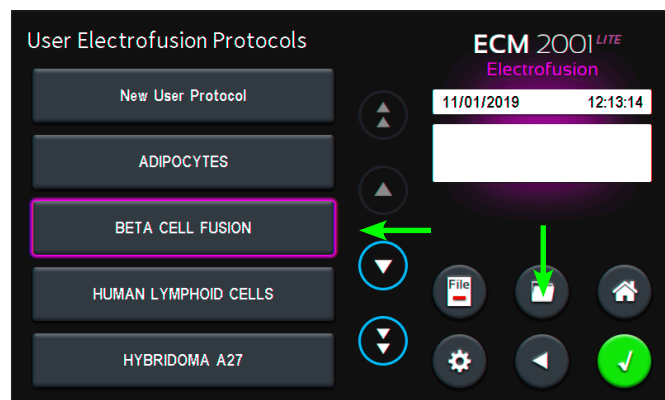 User Electrofusion Protocols
New User Protocol
ADIPOCYTES
BETA CELL FUSION
HUMAN LYMPHOID CELLS
HYBRIDOMA A27
ECM 2001 LITE
Electrofusion
11/01/2019 12:13:14
File